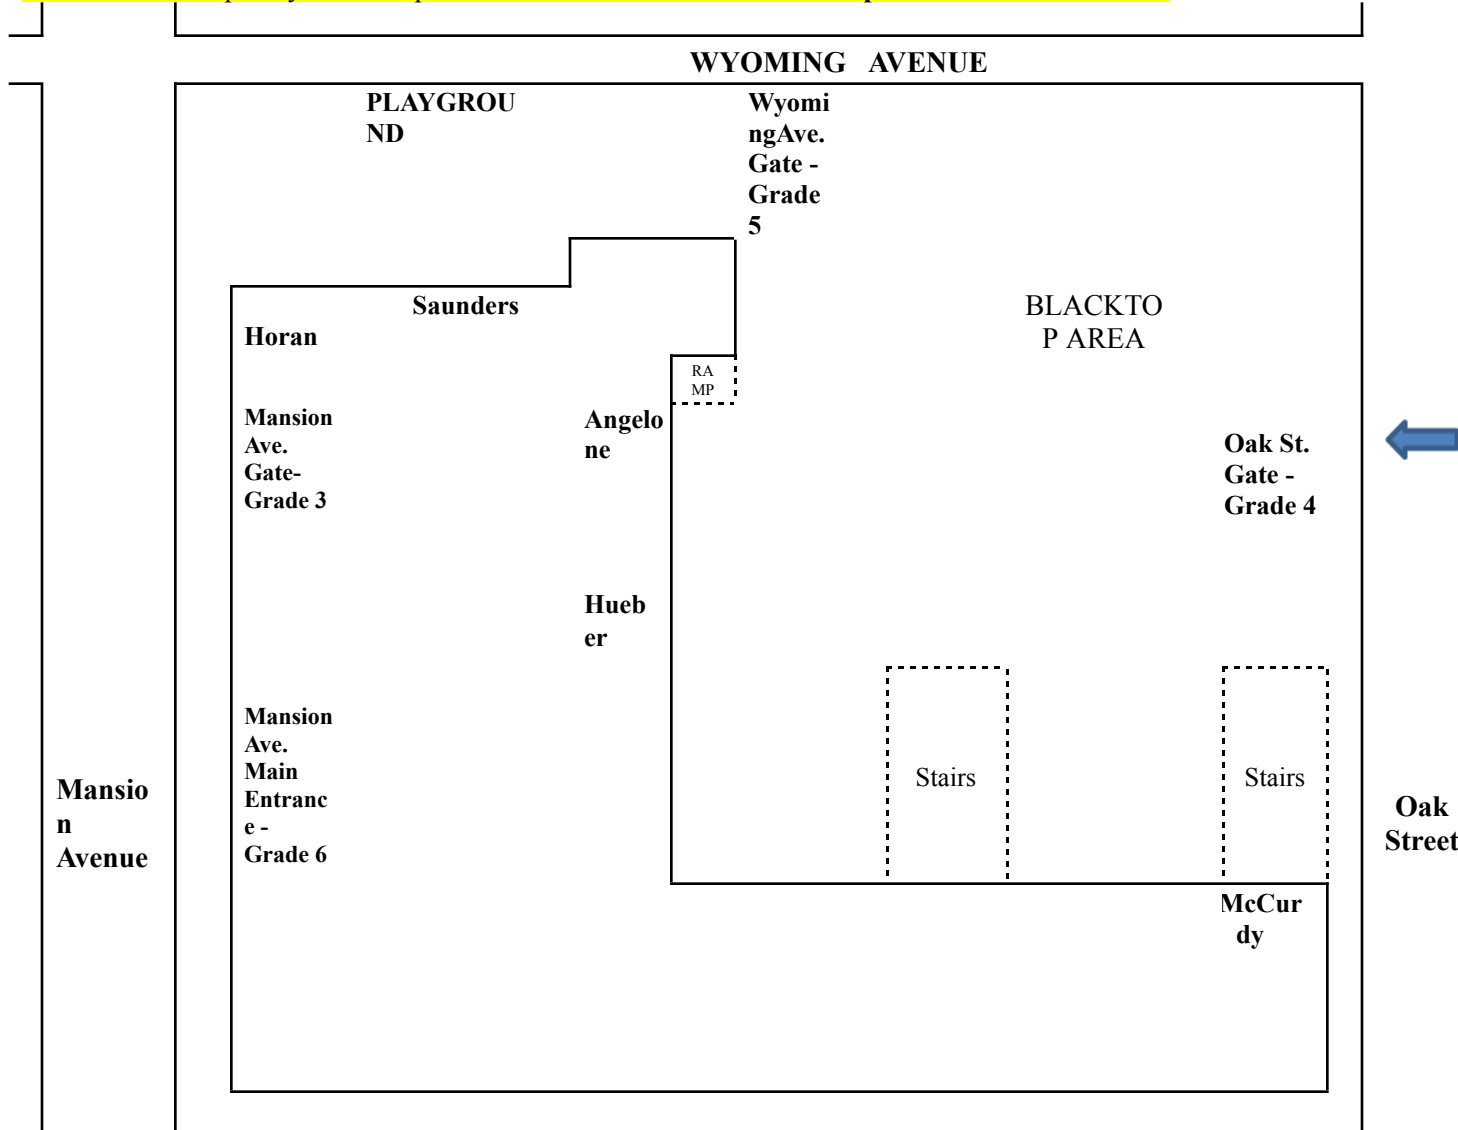 WYOMING AVENUE
PLAYGROU
ND
Wyomi
ngAve.
Gate -
Grade
5
Saunders
Horan
BLACKTO
P AREA
RA
MP
Mansion
Ave.
Gate-
Grade 3
Angelo
ne
Oak St.
Gate -
Grade 4
Hueb
er
Mansion
Ave.
Main
Entranc
e -
Grade 6
Stairs
Stairs
Mansio
n
Avenue
Oak
Street
McCur
dy